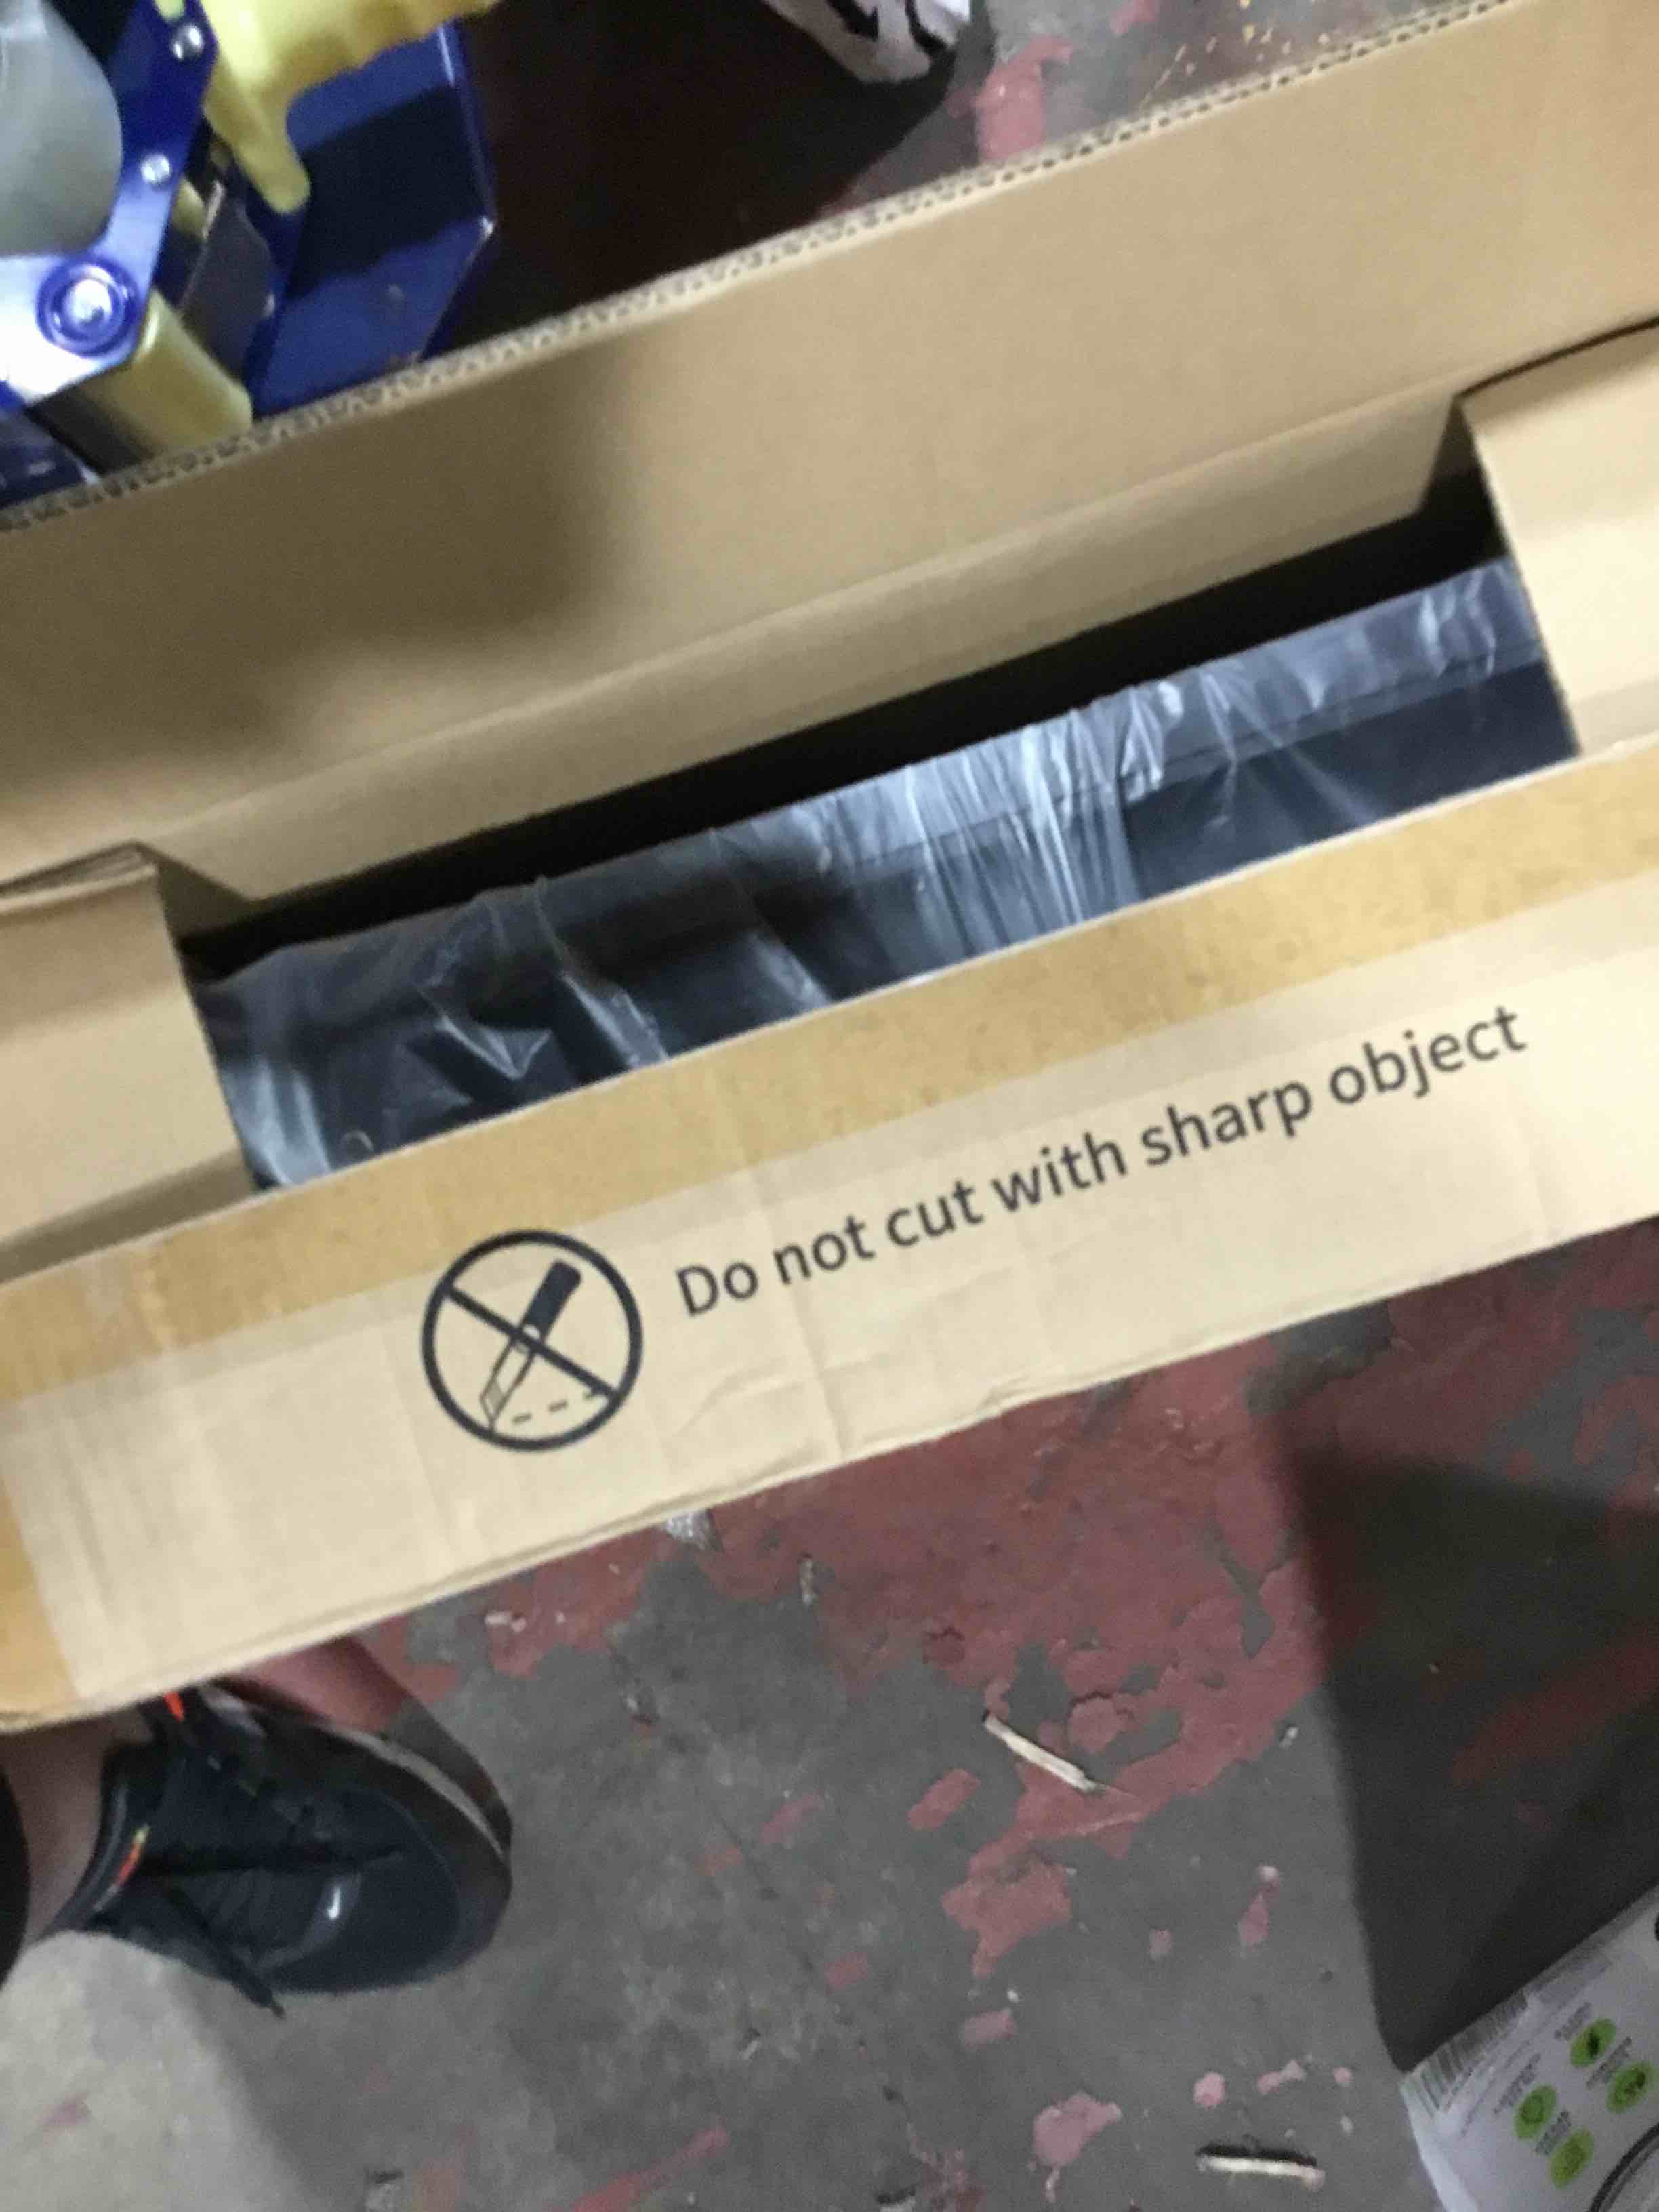 Do not cut with sharp object